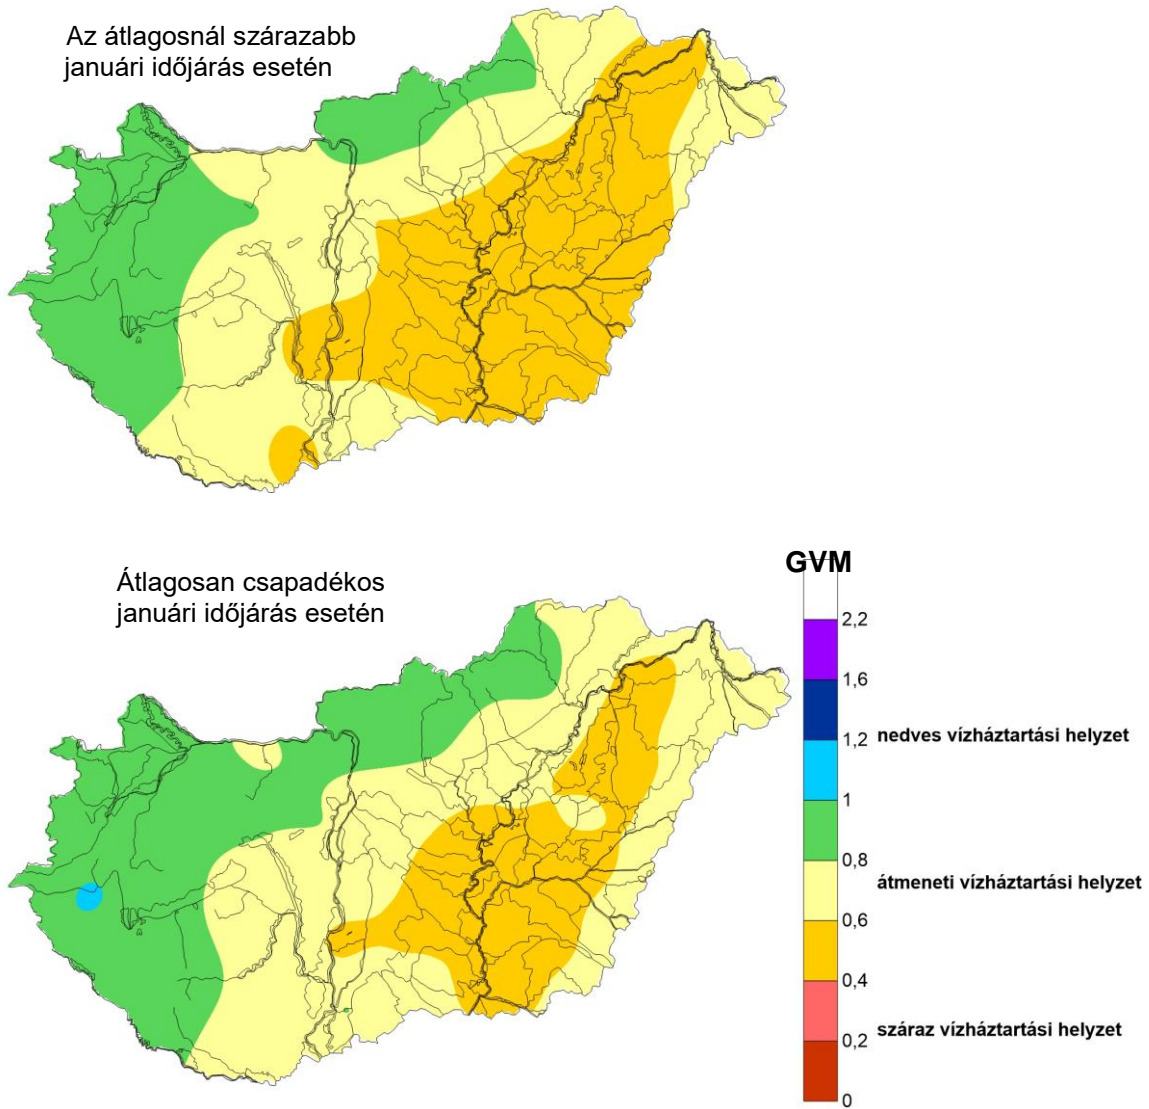 Az átlagosnál szárazabb
januári időjárás esetén
Átlagosan csapadékos
januári időjárás esetén
GVM
2,2
1,6
1,2
nedves vízháztartási helyzet
1
0,8
átmeneti vízháztartási helyzet
0,6
0,4
száraz vízháztartási helyzet
0,2
0